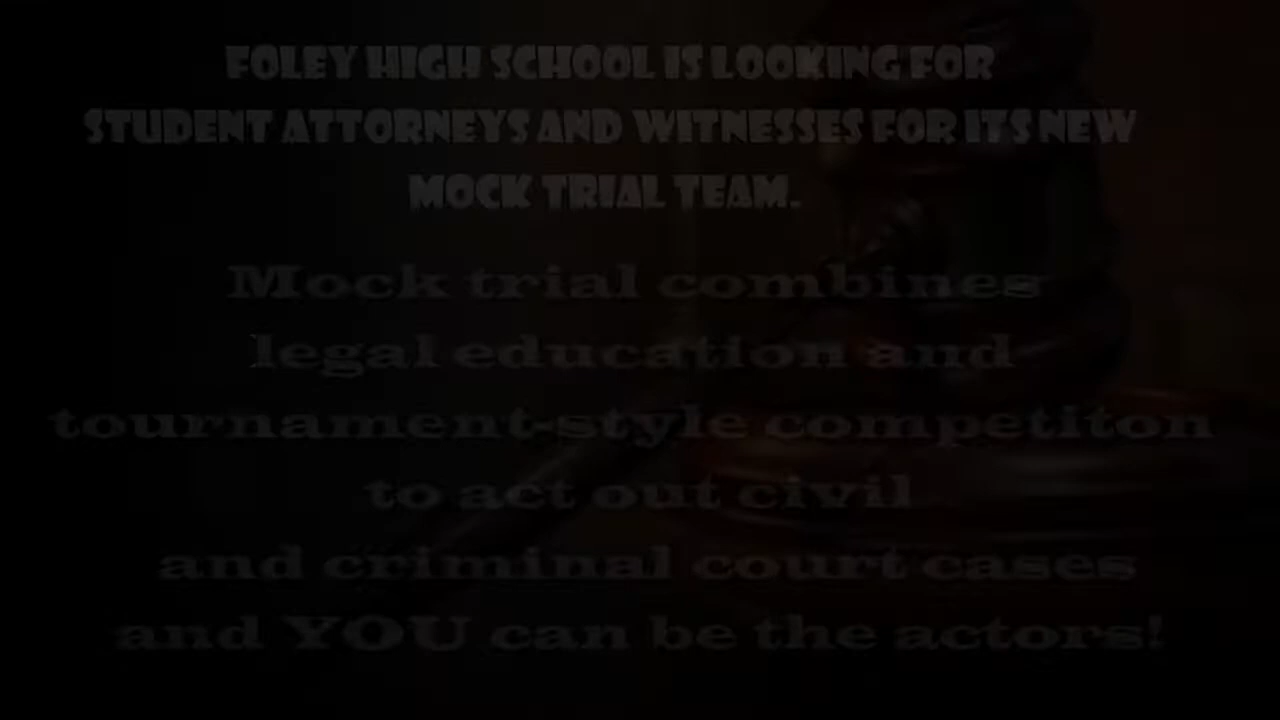 FOLEY HIGH SCHOOL IS LOOKING FOR
STUDENT ATTORNEYS AND WITNESSES FOR ITS NEW
MOCK TRIAL TEAM.
Mock trial combines
legal education and
tournament-style competiton
to act out civil
and criminal court cases
and YOU can be the actors!